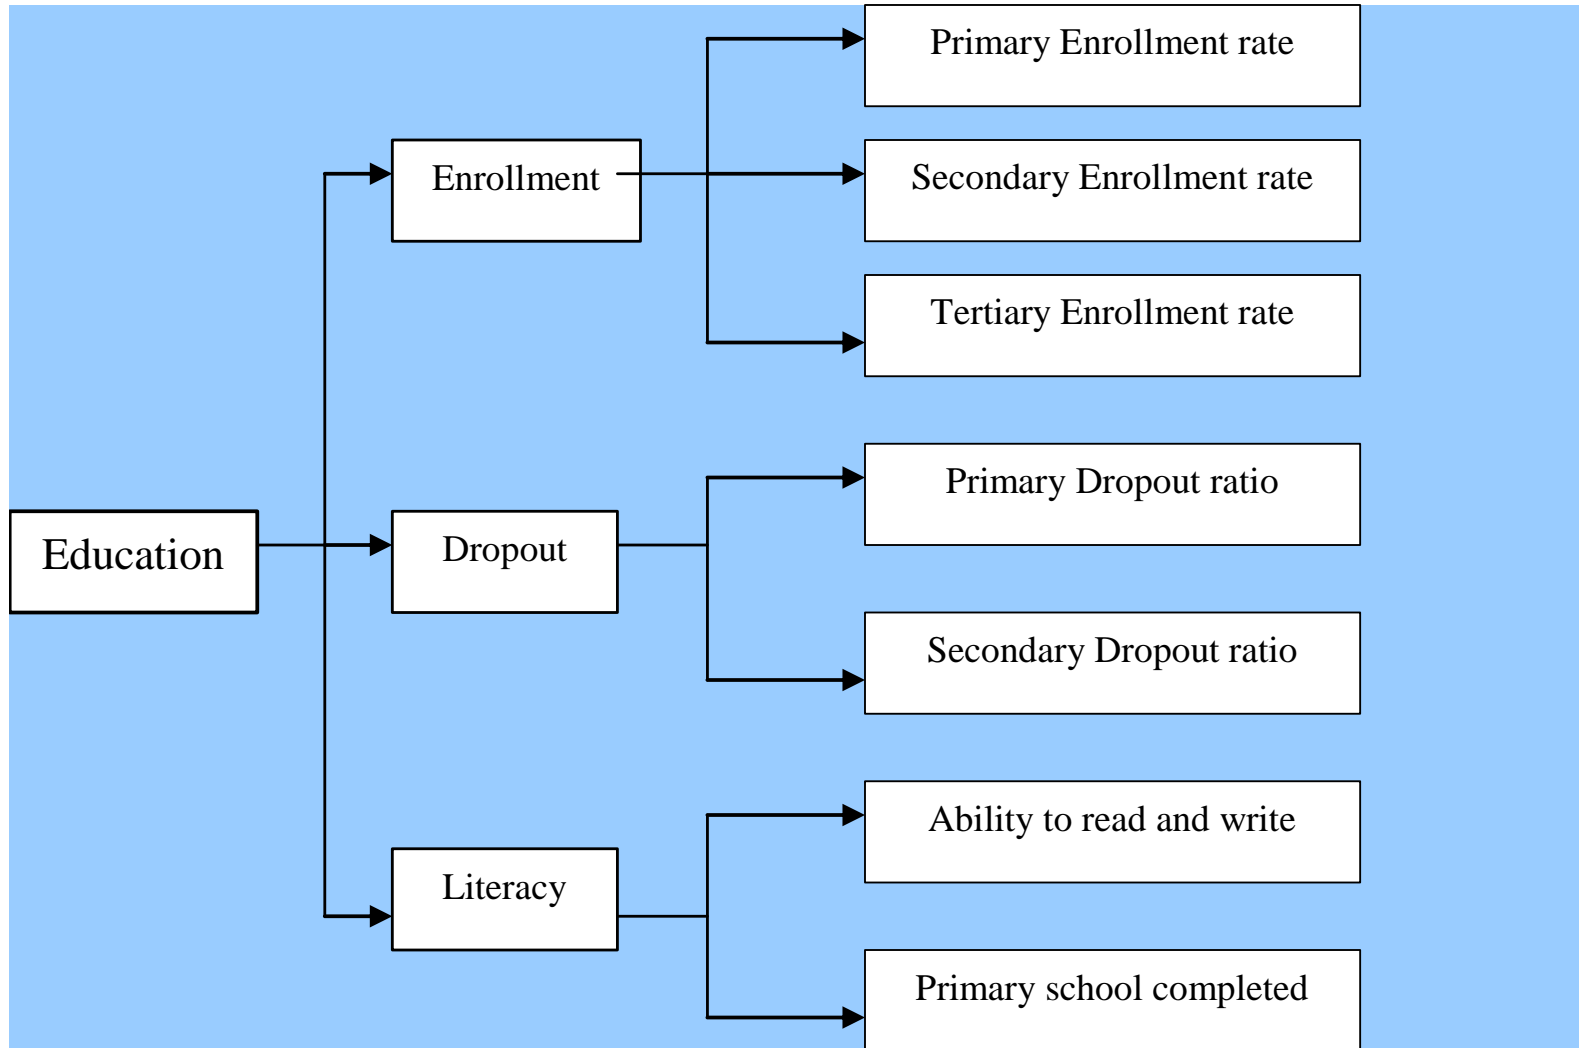 Primary Enrollment rate
Enrollment
Secondary Enrollment rate
Tertiary Enrollment rate
Primary Dropout ratio
Education
Dropout
Secondary Dropout ratio
Ability to read and write
Literacy
Primary school completed